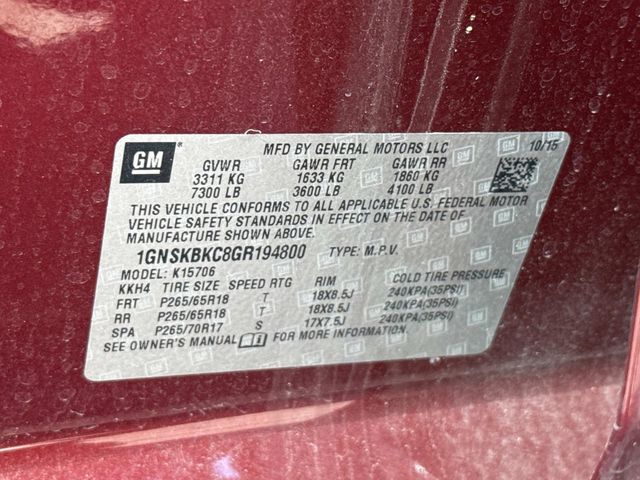 GM
MFD BY GENERAL MOTORS LLC 10/15
GVWR GAWR FRT GAWR RR
3311 KG 1633 KG 1860 KG
7300 LB 3600 LB 4100 LB
THIS VEHICLE CONFORMS TO ALL APPLICABLE U.S. FEDERAL MOTOR
VEHICLE SAFETY STANDARDS IN EFFECT ON THE DATE OF
MANUFACTURE SHOWN ABOVE.
1GNSKBKC8GR194800 TYPE: M.P.V.
MODEL: K15706
KKH4 TIRE SIZE SPEED RTG RIM COLD TIRE PRESSURE
FRT P265/65R18 T 18X8.5J 240KPA(35PSI)
RR P265/65R18 T 18X8.5J 240KPA(35PSI)
SPA P265/70R17 S 17X7.5J 240KPA(35PSI)
SEE OWNER'S MANUAL FOR MORE INFORMATION.